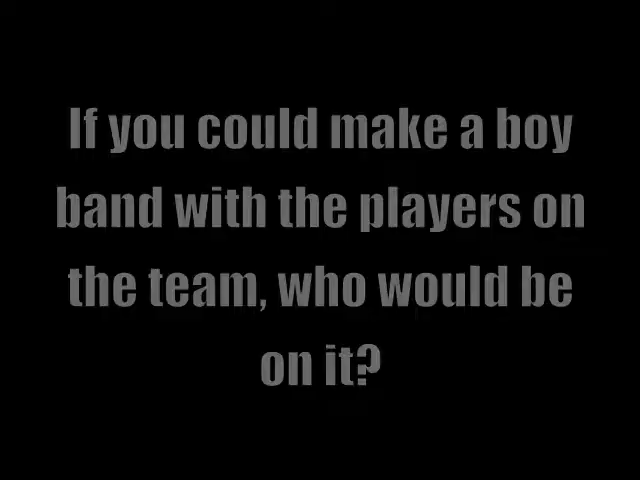 If you could make a boy
band with the players on
the team, who would be
on it?